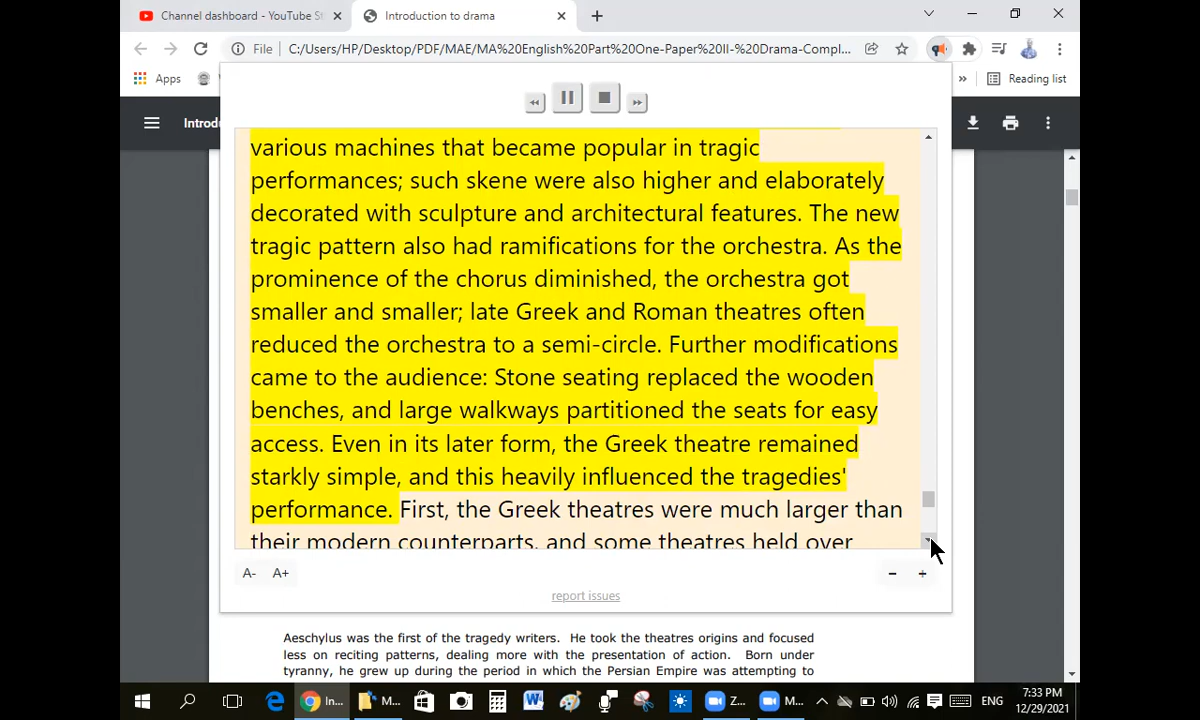 Channel dashboard - YouTube St
Introduction to drama
File
C:/Users/HP/Desktop/PDF/MAE/MA%20English%20Part%20One-Paper%20II-%20Drama-Compl...
Apps
Reading list
Introd
various machines that became popular in tragic
performances; such skene were also higher and elaborately
decorated with sculpture and architectural features. The new
tragic pattern also had ramifications for the orchestra. As the
prominence of the chorus diminished, the orchestra got
smaller and smaller; late Greek and Roman theatres often
reduced the orchestra to a semi-circle. Further modifications
came to the audience: Stone seating replaced the wooden
benches, and large walkways partitioned the seats for easy
access. Even in its later form, the Greek theatre remained
starkly simple, and this heavily influenced the tragedies'
performance. First, the Greek theatres were much larger than
their modern counterparts, and some theatres held over
A- A+
- +
report issues
Aeschylus was the first of the tragedy writers. He took the theatres origins and focused
less on reciting patterns, dealing more with the presentation of action. Born under
tyranny, he grew up during the period in which the Persian Empire was attempting to
In...
M...
Z...
M...
ENG
7:33 PM
12/29/2021